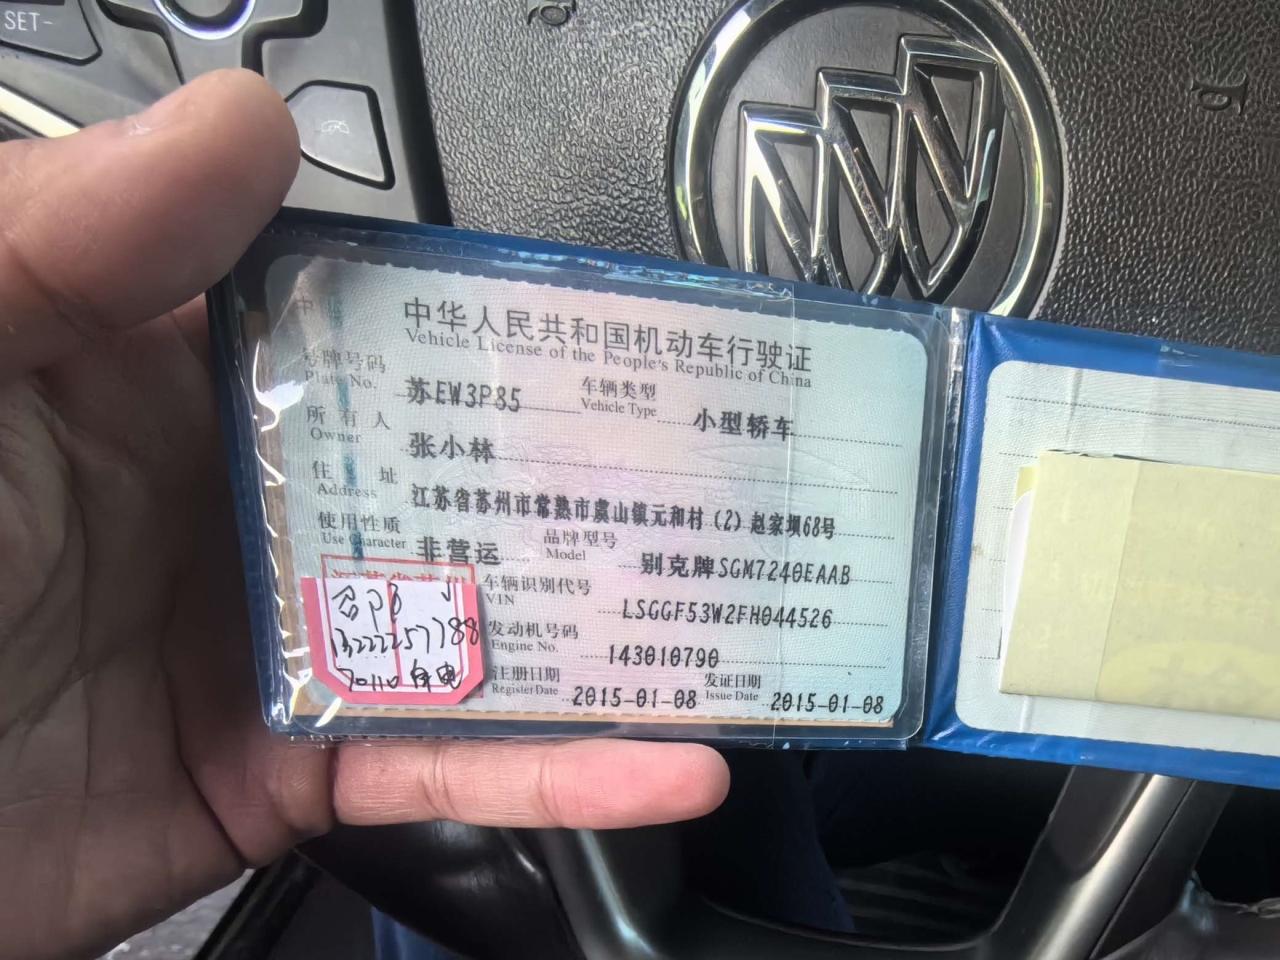 SET-
中华人民共和国机动车行驶证
Vehicle License of the People's Republic of China
号牌号码 苏EW3P85 车辆类型 小型轿车
Plate No. Vehicle Type
所有人 张小林
Owner
住址 江苏省苏州市常熟市虞山镇元和村(2)赵家坝68号
Address
使用性质 非营运 品牌型号 别克牌SGM7240EAAB
Use Character Model
车辆识别代号 LSGGF53W2FH044526
VIN
发动机号码 143010790
Engine No.
注册日期 2015-01-08 发证日期 2015-01-08
Register Date Issue Date
13222257788